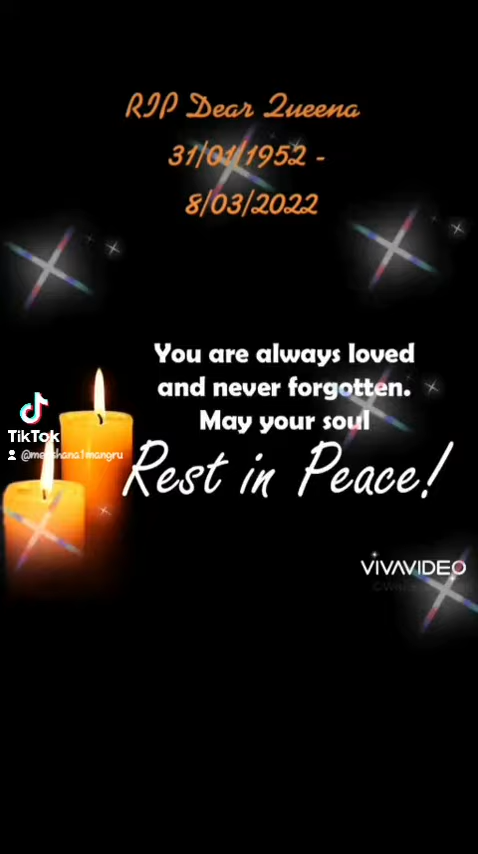 RIP Dear Queena
31/01/1952 -
8/03/2022
You are always loved
and never forgotten.
May your soul
Rest in Peace!
TikTok
VIVAVIDEO